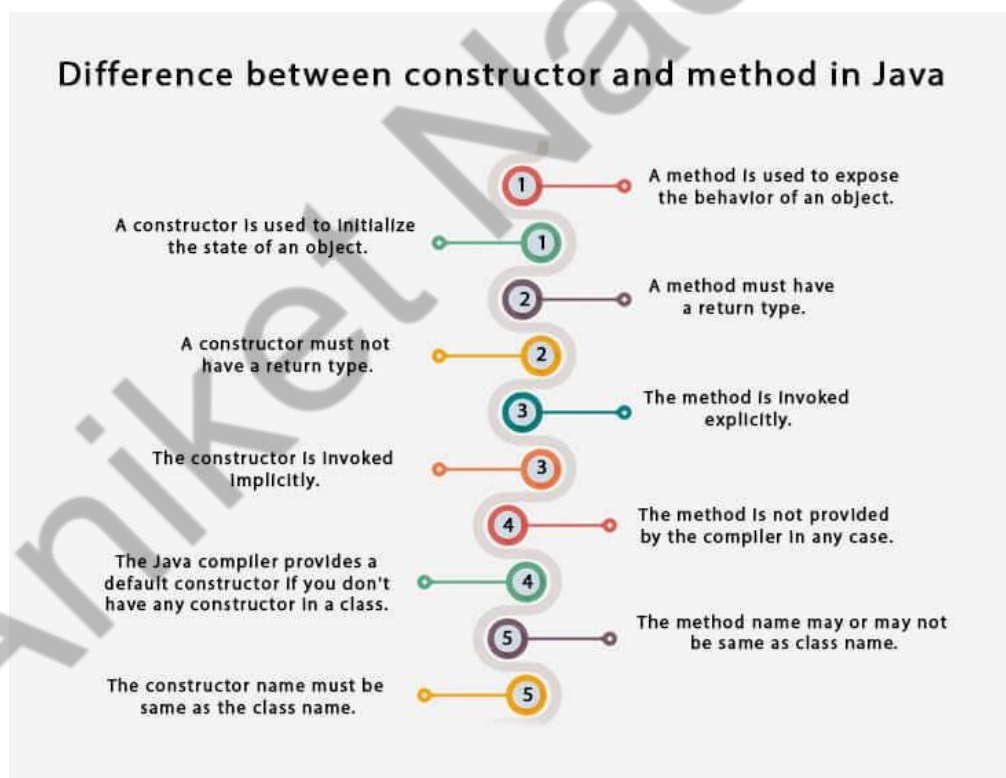 Difference between constructor and method in Java
1
A method is used to expose
the behavior of an object.
A constructor is used to initialize
the state of an object.
1
2
A method must have
a return type.
A constructor must not
have a return type.
2
3
The method is invoked
explicitly.
The constructor is invoked
implicitly.
3
4
The method is not provided
by the compiler in any case.
The Java compiler provides a
default constructor if you don't
have any constructor in a class.
4
5
The method name may or may not
be same as class name.
The constructor name must be
same as the class name.
5
Aniket